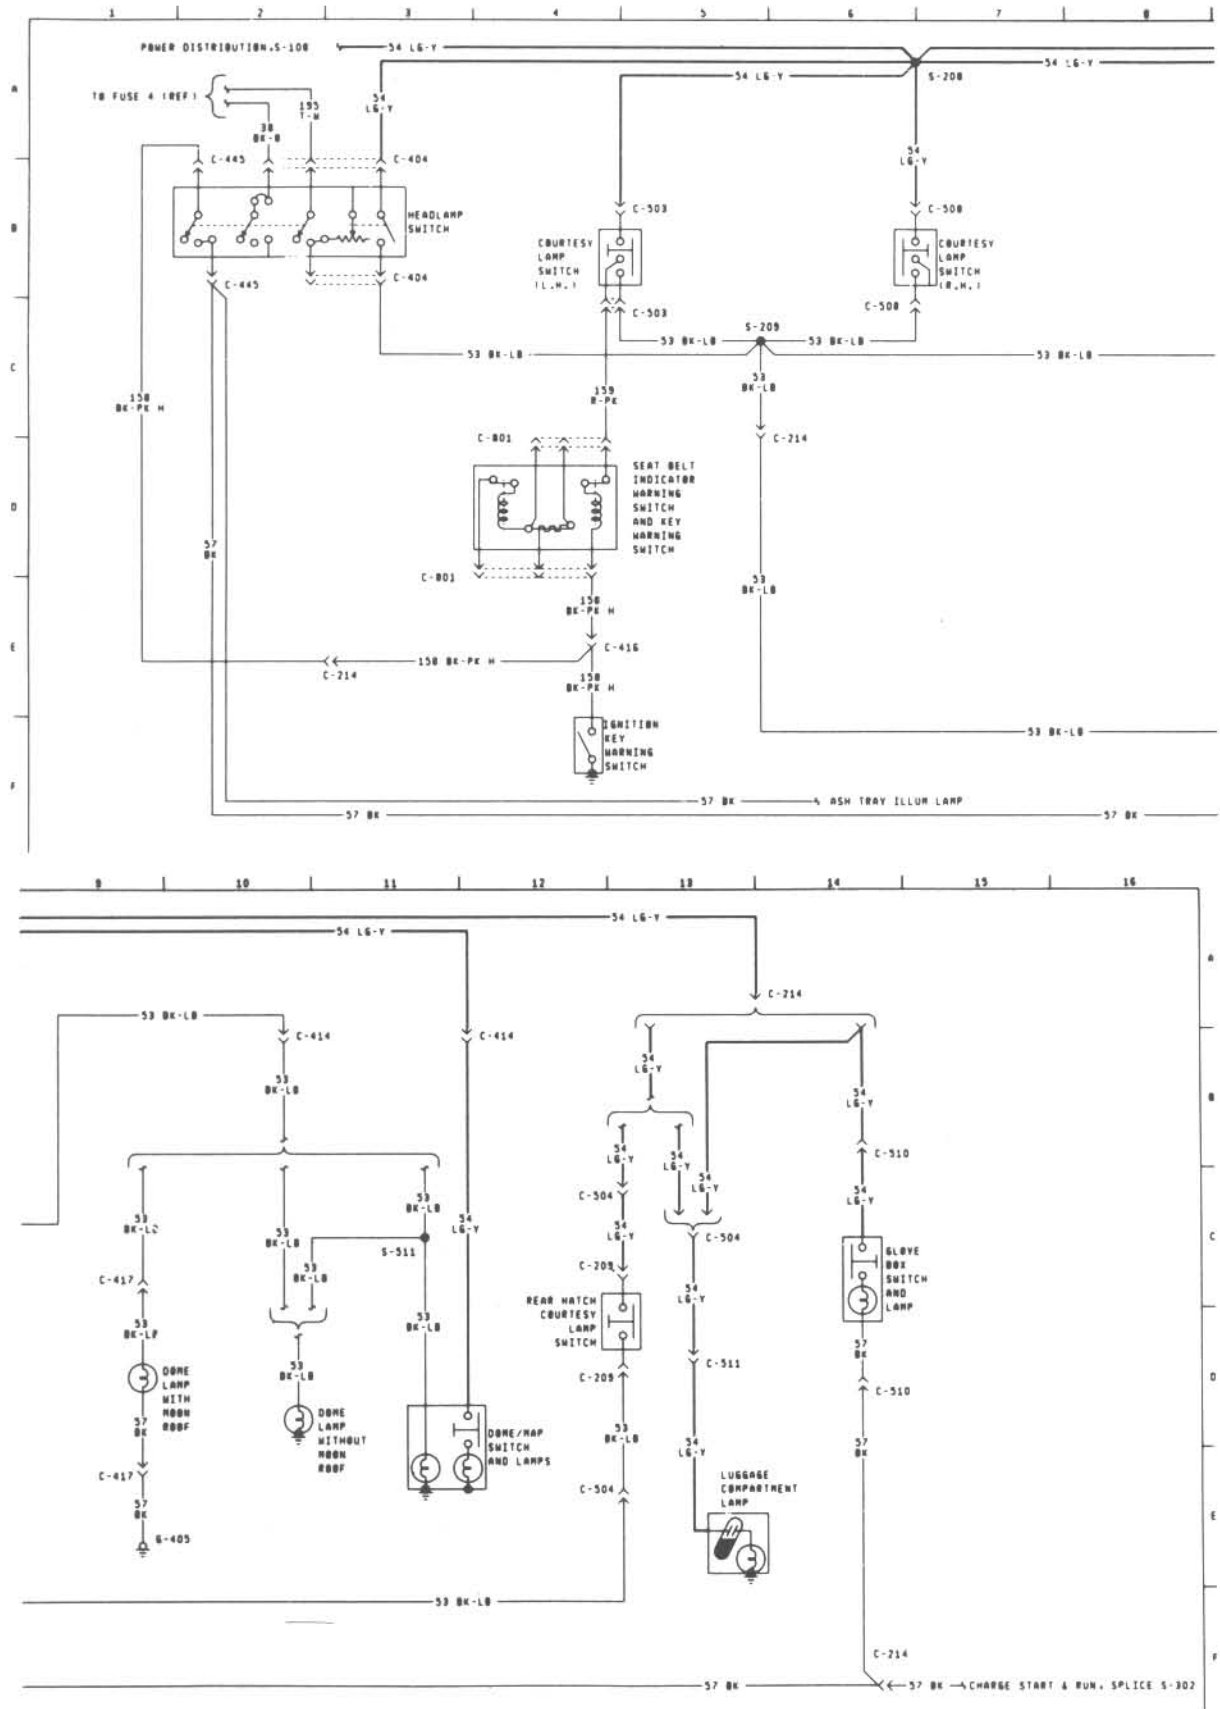 1 2 3 4 5 6 7 8
POWER DISTRIBUTION, S-100
54 LG-Y
54 LG-Y
54 LG-Y
S-208
A
TO FUSE 4 (REF)
195
T-W
54
LG-Y
38
BK-O
54
LG-Y
C-445
C-404
B
HEADLAMP
SWITCH
C-503
C-508
COURTESY
LAMP
SWITCH
(L.H.)
COURTESY
LAMP
SWITCH
(R.H.)
C-445
C-404
C-503
C-508
S-209
53 BK-LB
53 BK-LB
53 BK-LB
53 BK-LB
C
158
BK-PK H
159
R-PK
53
BK-LB
C-801
C-214
SEAT BELT
INDICATOR
WARNING
SWITCH
AND KEY
WARNING
SWITCH
D
57
BK
C-801
158
BK-PK H
53
BK-LB
E
C-416
158 BK-PK H
C-214
158
BK-PK H
IGNITION
KEY
WARNING
SWITCH
53 BK-LB
F
57 BK
ASH TRAY ILLUM LAMP
57 BK
57 BK
9 10 11 12 13 14 15 16
54 LG-Y
54 LG-Y
A
C-214
53 BK-LB
C-414
C-414
54
LG-Y
53
BK-LB
54
LG-Y
B
C-510
54
LG-Y
54
LG-Y
54
LG-Y
54
LG-Y
C-504
53
BK-LB
53
BK-LB
53
BK-LB
54
LG-Y
54
LG-Y
C-504
C
S-511
C-417
53
BK-LB
C-209
54
LG-Y
GLOVE
BOX
SWITCH
AND
LAMP
REAR HATCH
COURTESY
LAMP
SWITCH
53
BK-LB
53
BK-LB
57
BK
53
BK-LB
C-511
DOME
LAMP
WITH
MOON
ROOF
C-209
C-510
D
57
BK
DOME
LAMP
WITHOUT
MOON
ROOF
DOME/MAP
SWITCH
AND LAMPS
53
BK-LB
54
LG-Y
57
BK
C-417
C-504
LUGGAGE
COMPARTMENT
LAMP
57
BK
G-405
E
53 BK-LB
C-214
F
57 BK
57 BK
CHARGE START & RUN, SPLICE S-302